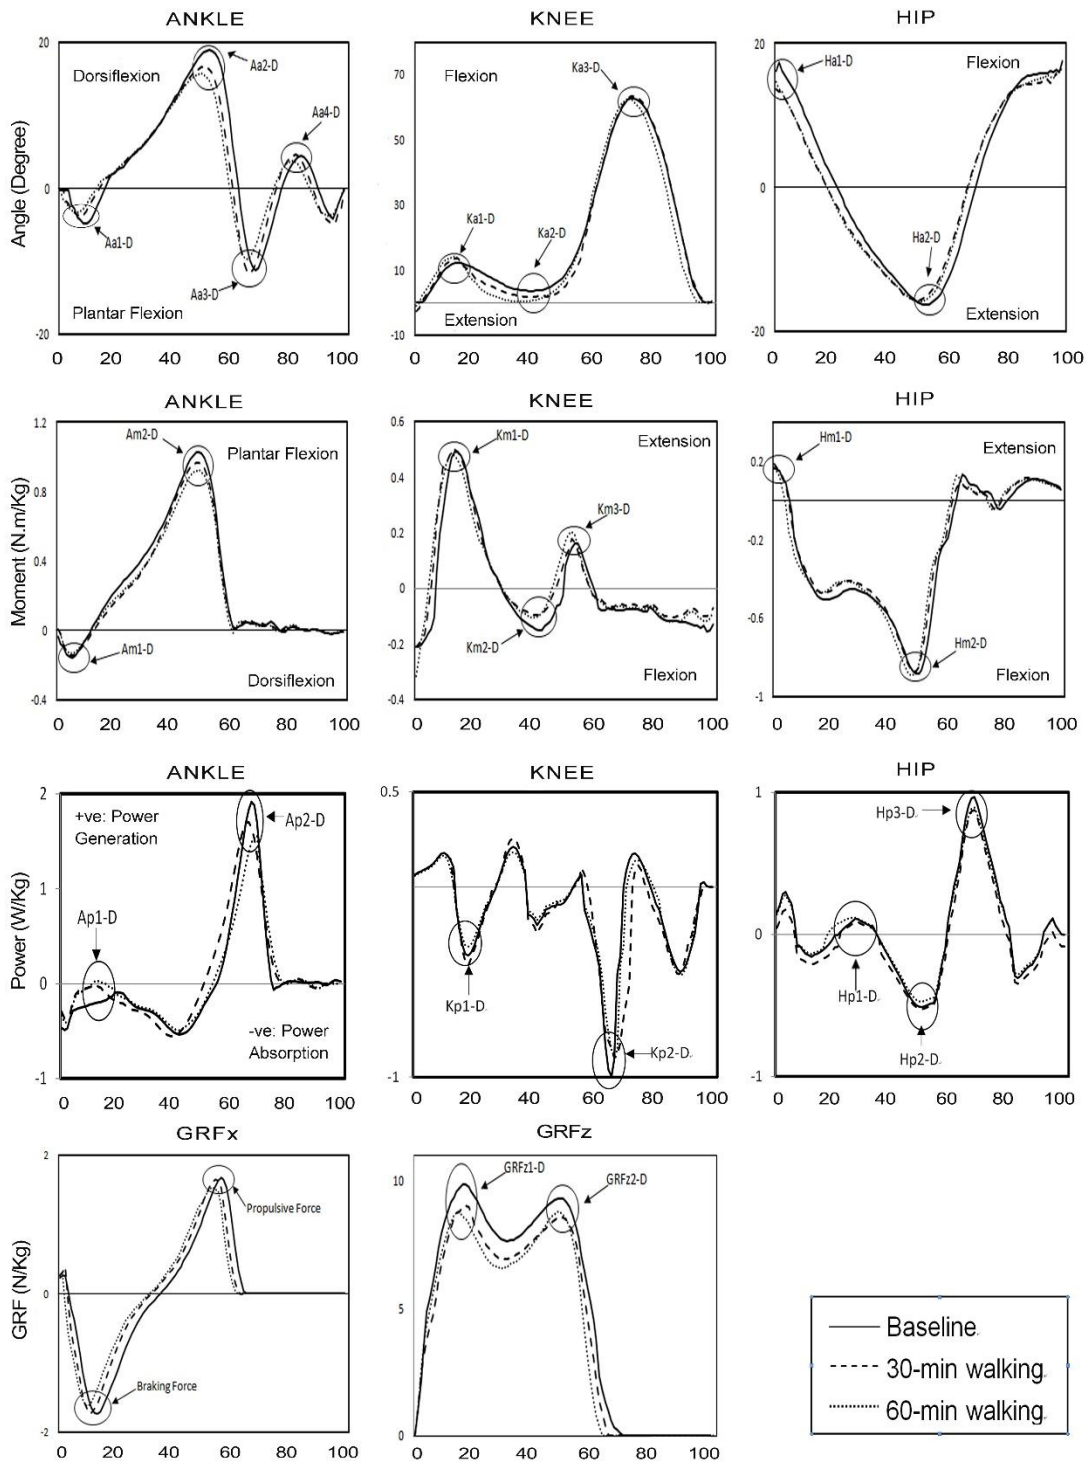 ANKLE KNEE HIP
Angle (Degree)
20
0
-20
Dorsiflexion
Aa2-D
Aa4-D
Aa1-D
Aa3-D
Plantar Flexion
0 20 40 60 80 100
70
50
30
10
0
-10
Flexion
Ka3-D
Ka1-D
Ka2-D
Extension
0 20 40 60 80 100
20
0
-20
Ha1-D
Flexion
Ha2-D
Extension
0 20 40 60 80 100
ANKLE KNEE HIP
Moment (N.m/Kg)
1.2
0.8
0.4
0
-0.4
Am2-D
Plantar Flexion
Am1-D
Dorsiflexion
0 20 40 60 80 100
0.6
0.4
0.2
0
-0.2
-0.4
Km1-D
Extension
Km3-D
Km2-D
Flexion
0 20 40 60 80 100
0.2
-0.2
-0.6
-1
Hm1-D
Extension
Hm2-D
Flexion
0 20 40 60 80 100
ANKLE KNEE HIP
Power (W/Kg)
2
1
0
-1
+ve: Power
Generation
Ap2-D
Ap1-D
-ve: Power
Absorption
0 20 40 60 80 100
0.5
-1
Kp1-D
Kp2-D
0 20 40 60 80 100
1
0
-1
Hp3-D
Hp1-D
Hp2-D
0 20 40 60 80 100
GRFx GRFz
GRF (N/Kg)
2
0
-2
Propulsive Force
Braking Force
0 20 40 60 80 100
10
5
0
GRFz1-D
GRFz2-D
0 20 40 60 80 100
Baseline
30-min walking
60-min walking